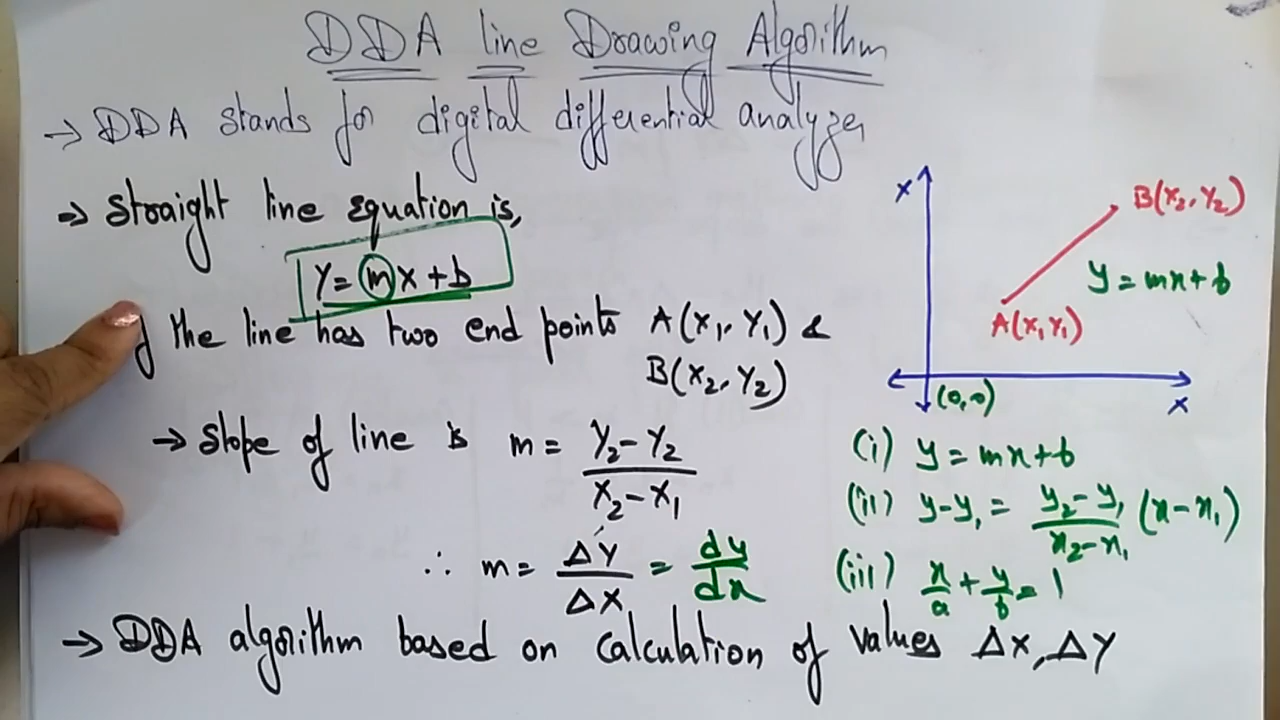 DDA line Drawing Algorithm
→ DDA stands for digital differential analyzer
→ Straight line equation is,
Y = mX + b
the line has two end points A(X₁, Y₁) &
B(X₂, Y₂)
→ Slope of line is m = Y₂ - Y₂ / X₂ - X₁
∴ m = ΔY / ΔX = dy / dx
→ DDA algorithm based on calculation of values ΔX, ΔY
X
B(X₂, Y₂)
y = mx + b
A(X, Y₁)
(0,0)
X
(i) y = mx + b
(ii) y - y₁ = y₂ - y₁ / x₂ - x₁ (x - x₁)
(iii) x/a + y/b = 1